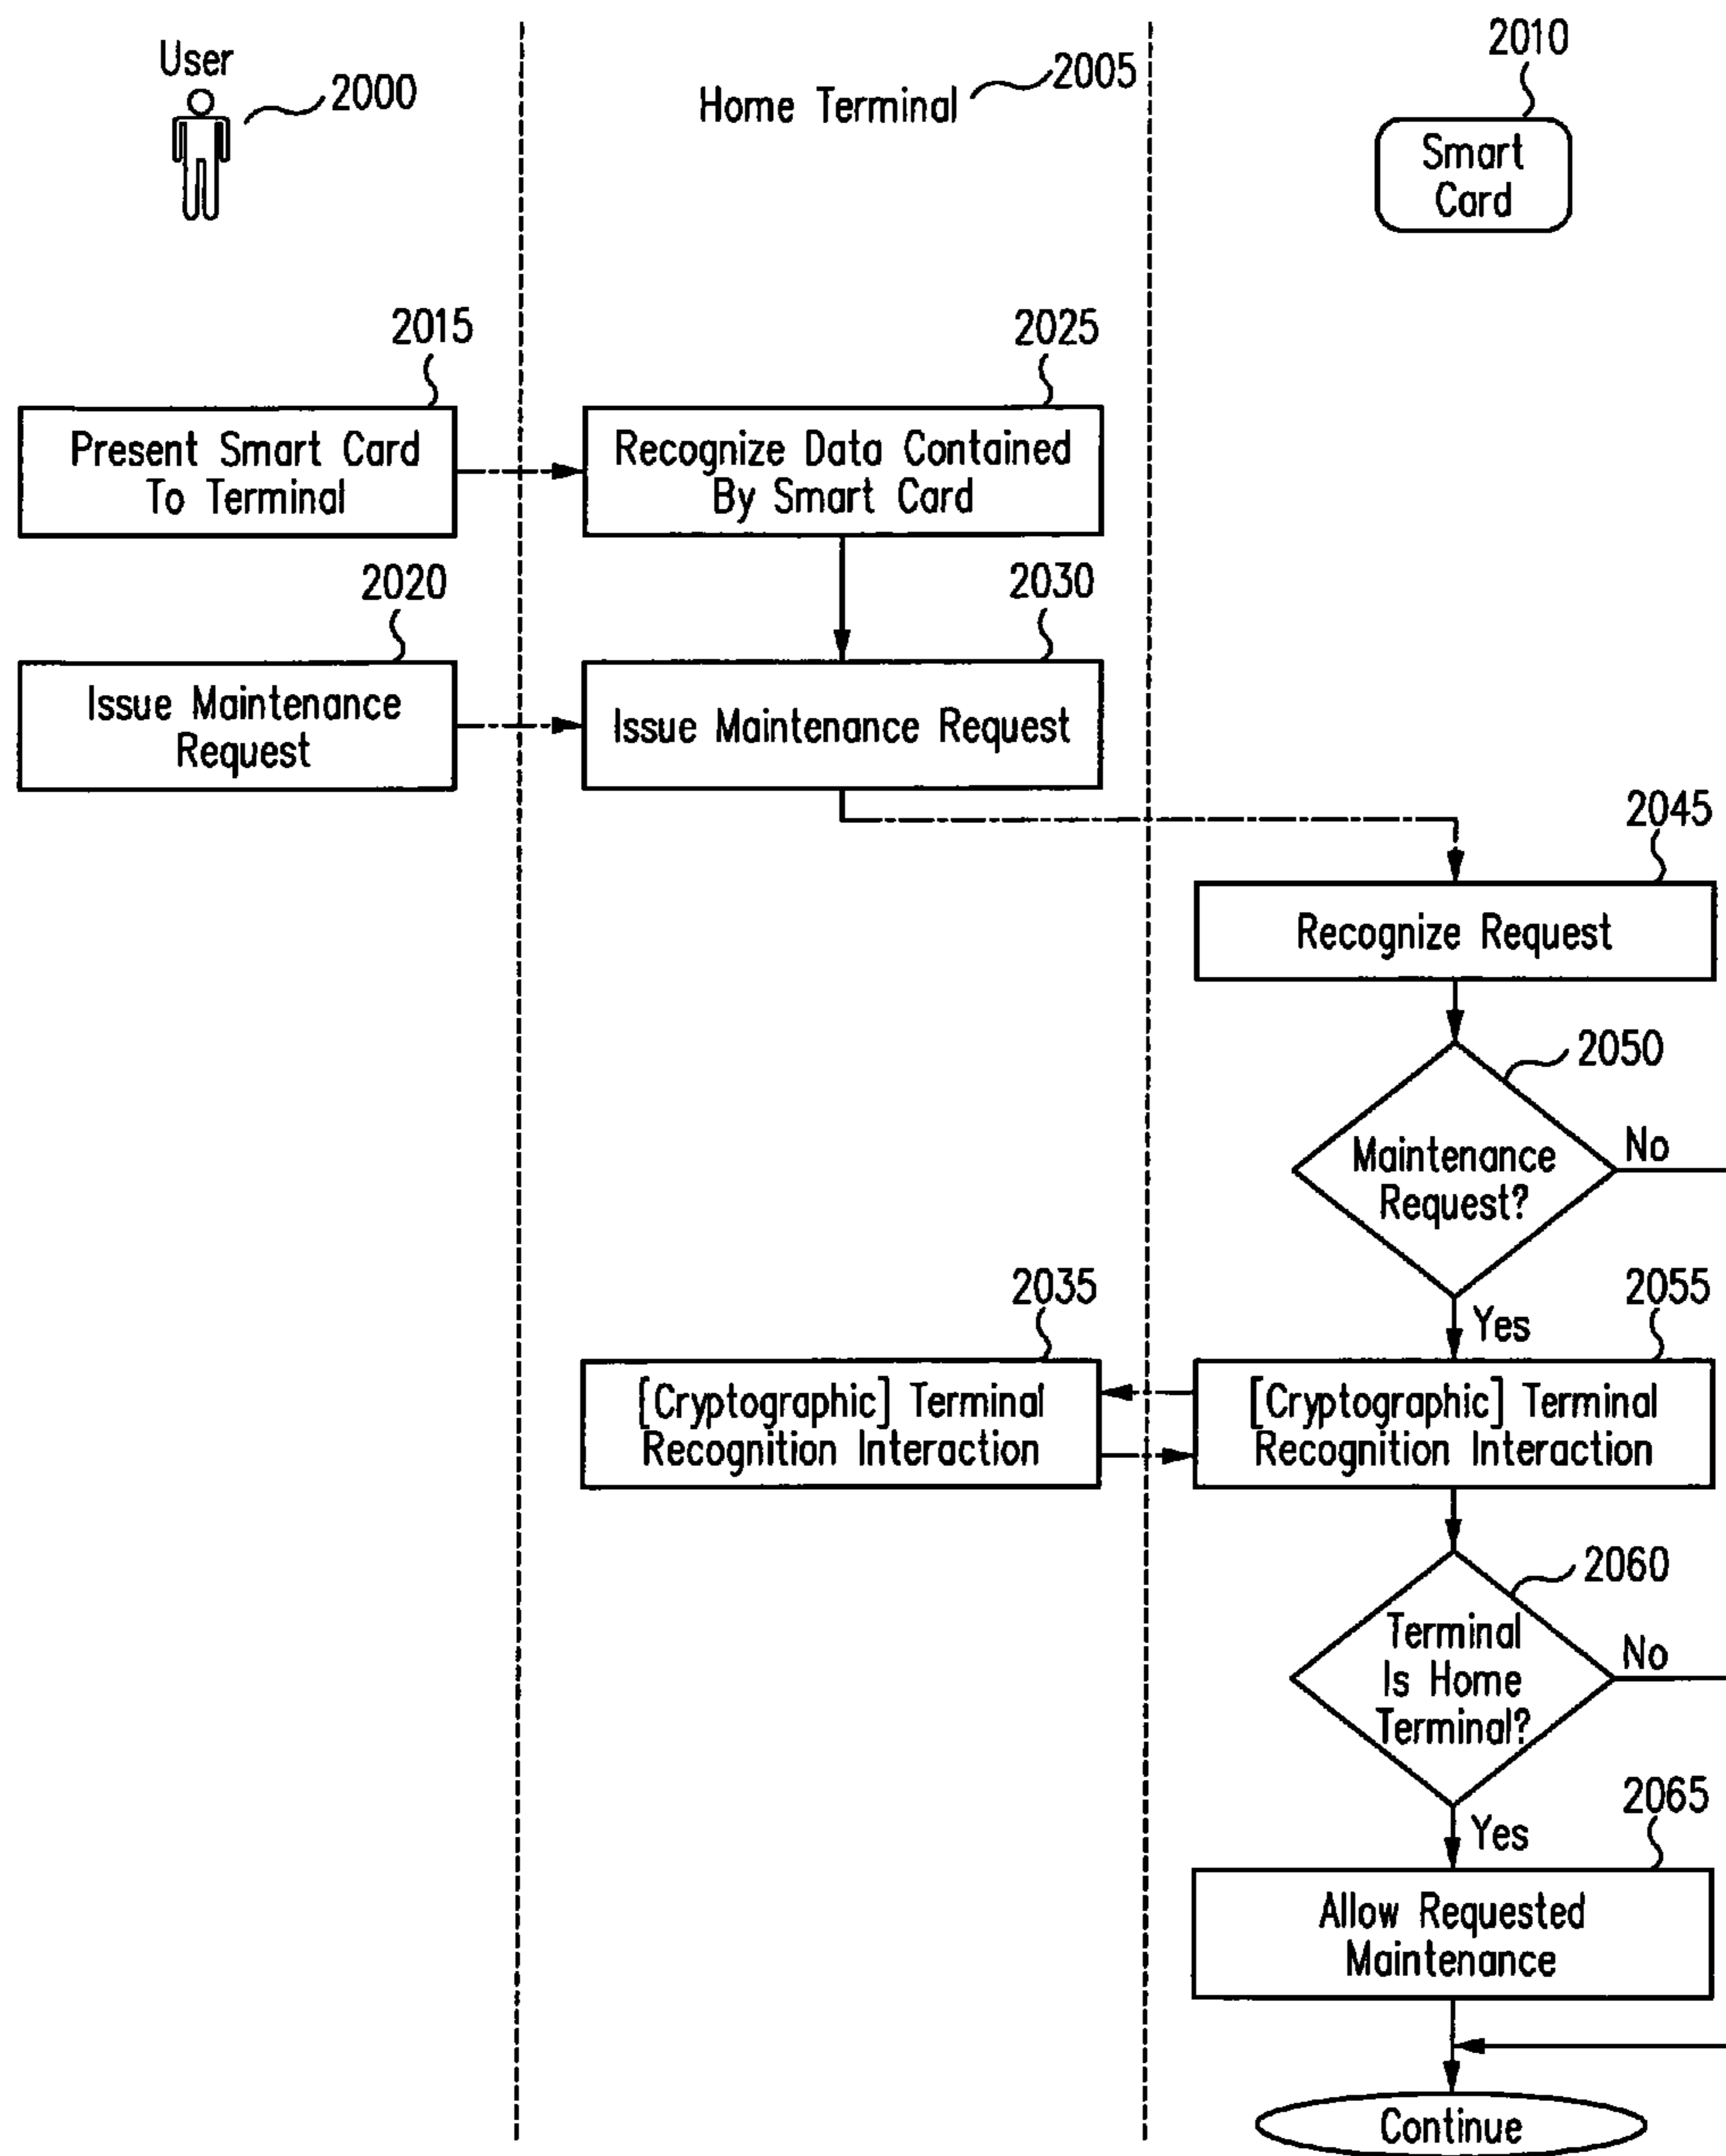 User
2000
Home Terminal
2005
2010
Smart
Card
2015
Present Smart Card
To Terminal
2025
Recognize Data Contained
By Smart Card
2020
Issue Maintenance
Request
2030
Issue Maintenance Request
2045
Recognize Request
2050
Maintenance
Request?
No
Yes
2035
[Cryptographic] Terminal
Recognition Interaction
2055
[Cryptographic] Terminal
Recognition Interaction
2060
Terminal
Is Home
Terminal?
No
Yes
2065
Allow Requested
Maintenance
Continue